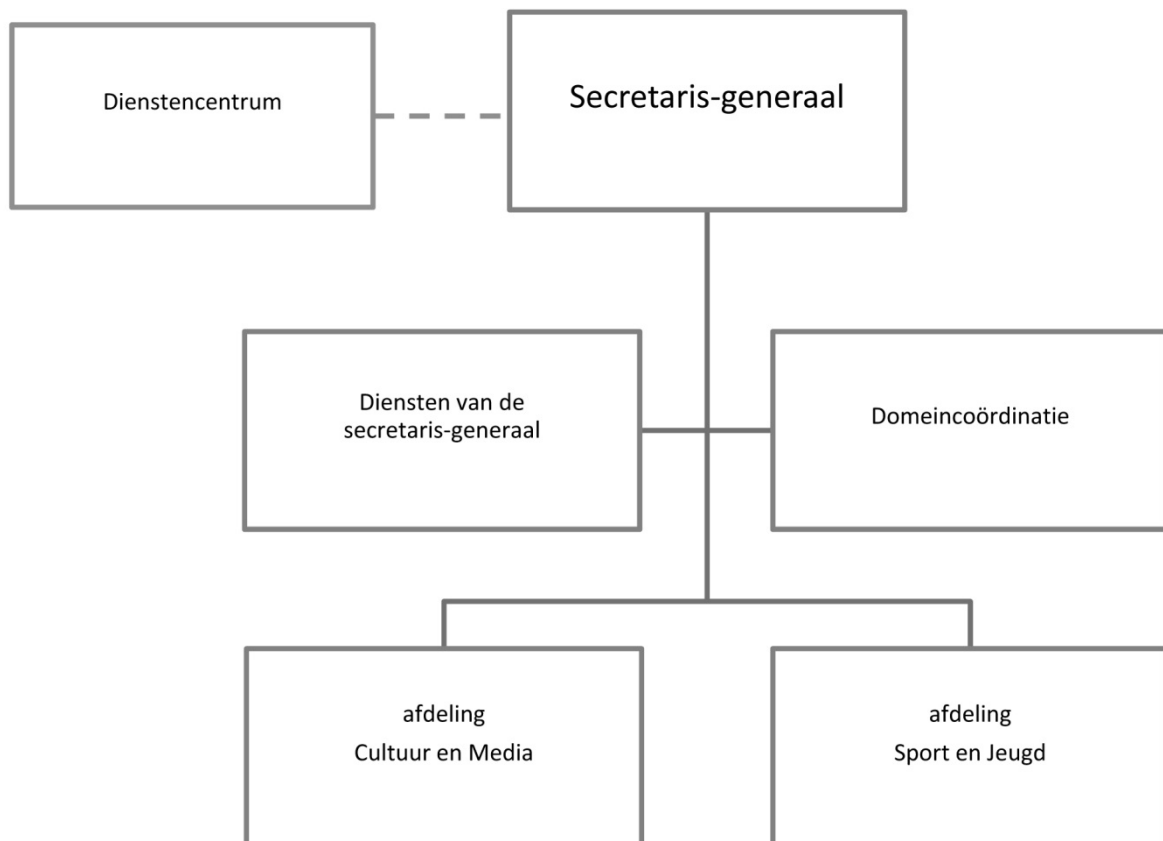 Dienstencentrum
Secretaris-generaal
Diensten van de
secretaris-generaal
Domeincoördinatie
afdeling
Cultuur en Media
afdeling
Sport en Jeugd